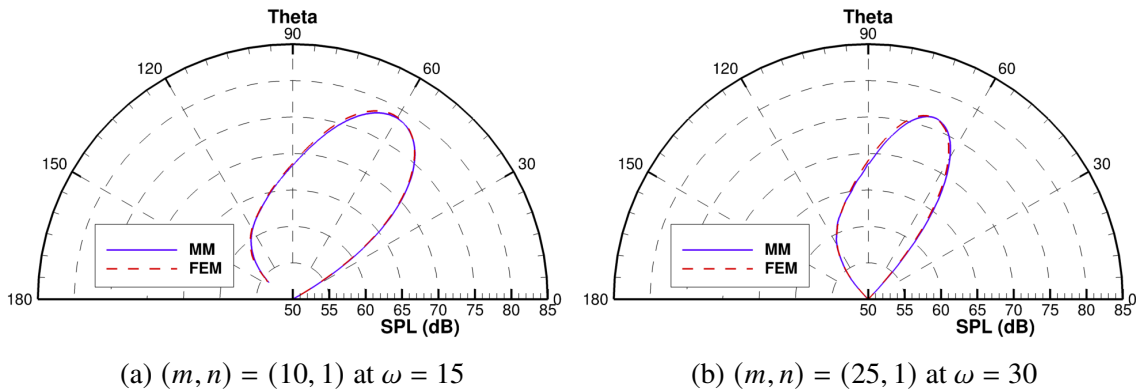 Theta
90
120
60
150
30
MM
FEM
180
0
50 55 60 65 70 75 80 85
SPL (dB)
(a) (m, n) = (10, 1) at ω = 15
Theta
90
120
60
150
30
MM
FEM
180
0
50 55 60 65 70 75 80 85
SPL (dB)
(b) (m, n) = (25, 1) at ω = 30